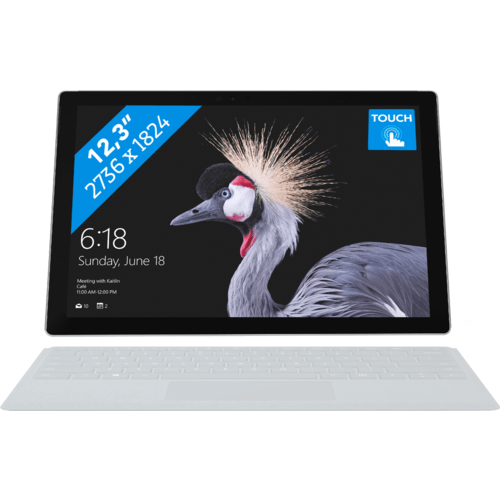 12,3”
2736 x 1824
TOUCH
6:18
Sunday, June 18
Meeting with Kaitlin
Café
11:00 AM-12:00 PM
10
2